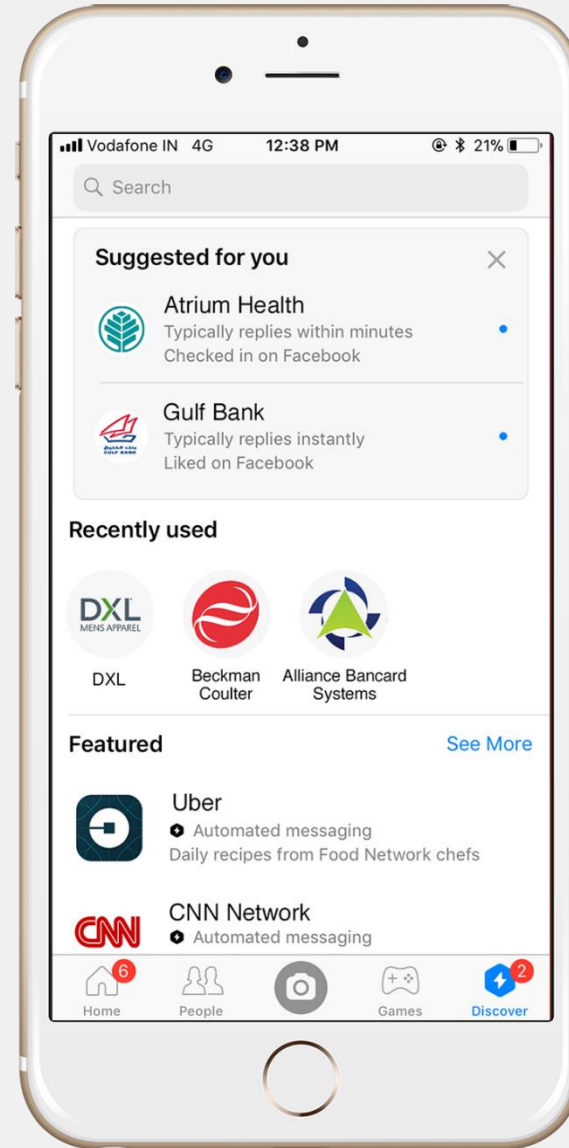 Vodafone IN 4G 12:38 PM 21%
Search
Suggested for you
Atrium Health
Typically replies within minutes
Checked in on Facebook
GULF BANK
Gulf Bank
Typically replies instantly
Liked on Facebook
Recently used
DXL
MENS APPAREL
DXL
Beckman
Coulter
Alliance Bancard
Systems
Featured
See More
Uber
Automated messaging
Daily recipes from Food Network chefs
CNN
CNN Network
Automated messaging
6
2
Home
People
Games
Discover